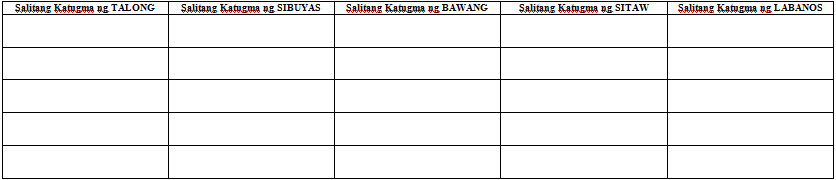 Salitang Katugma ng TALONG
Salitang Katugma ng SIBUYAS
Salitang Katugma ng BAWANG
Salitang Katugma ng SITAW
Salitang Katugma ng LABANOS